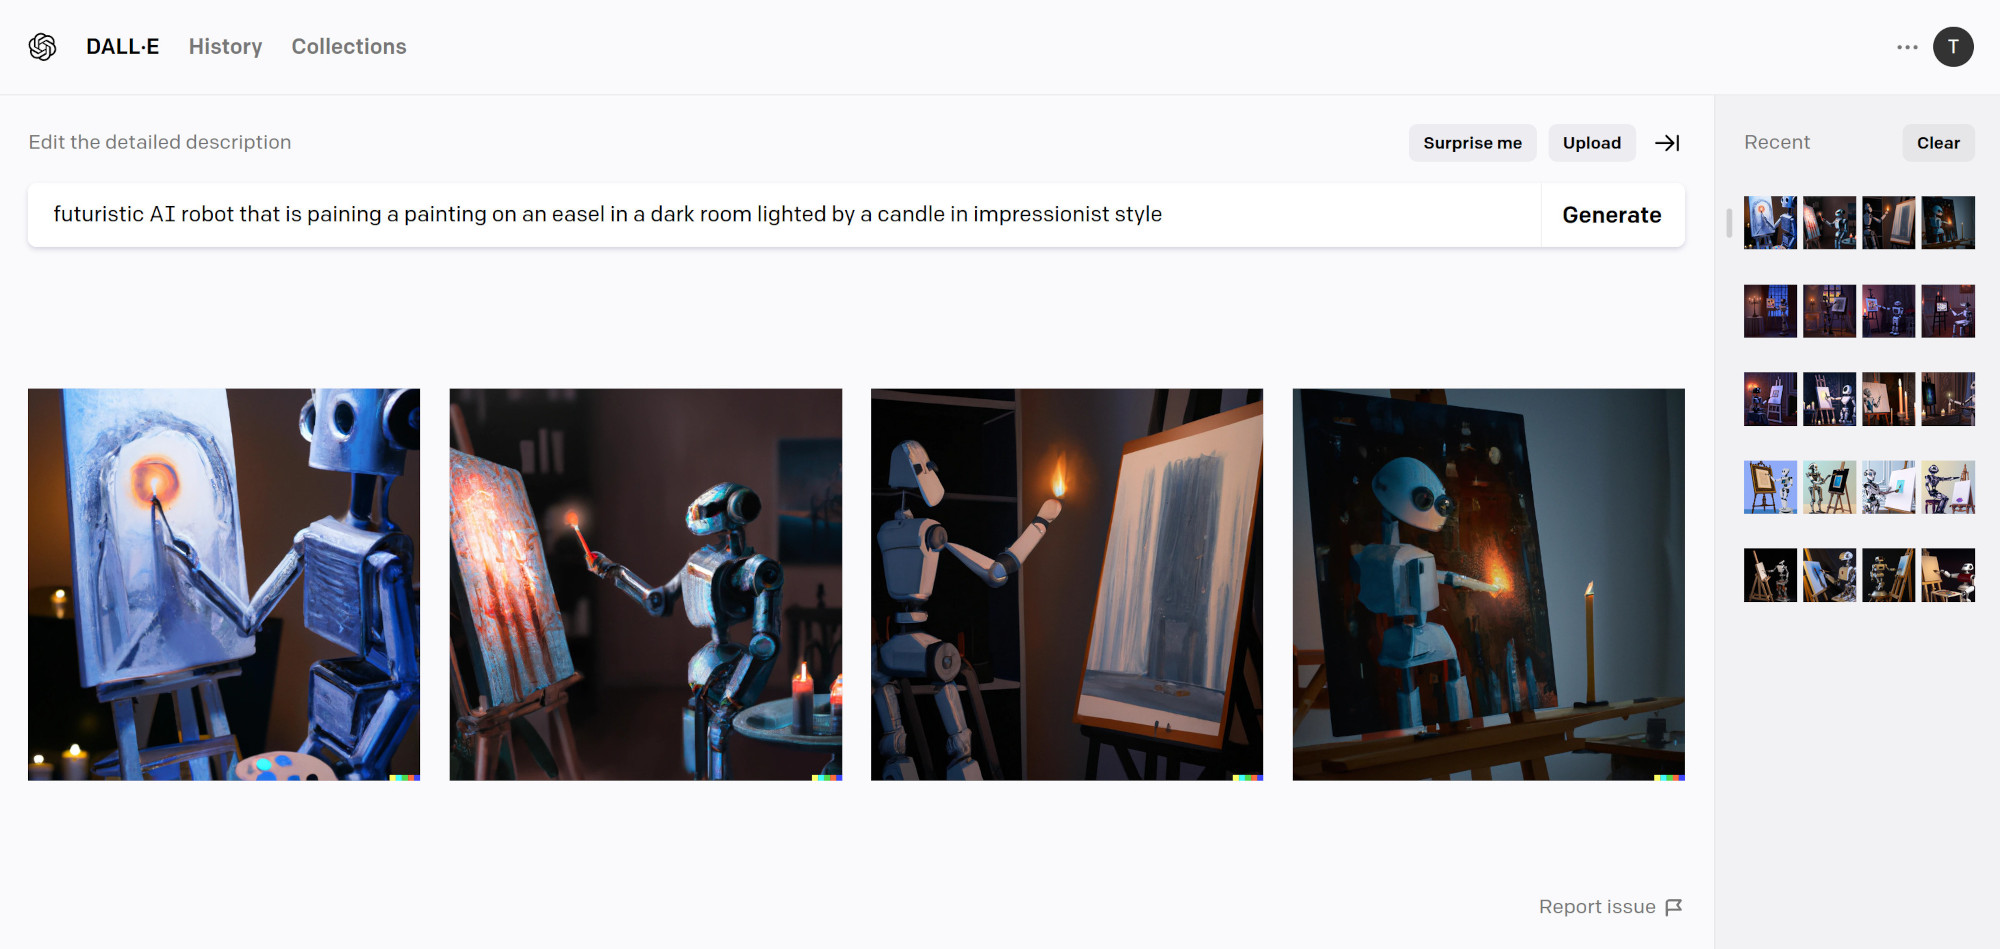 DALL·E History Collections
T
Edit the detailed description
Surprise me
Upload
futuristic AI robot that is paining a painting on an easel in a dark room lighted by a candle in impressionist style
Generate
Recent
Clear
Report issue